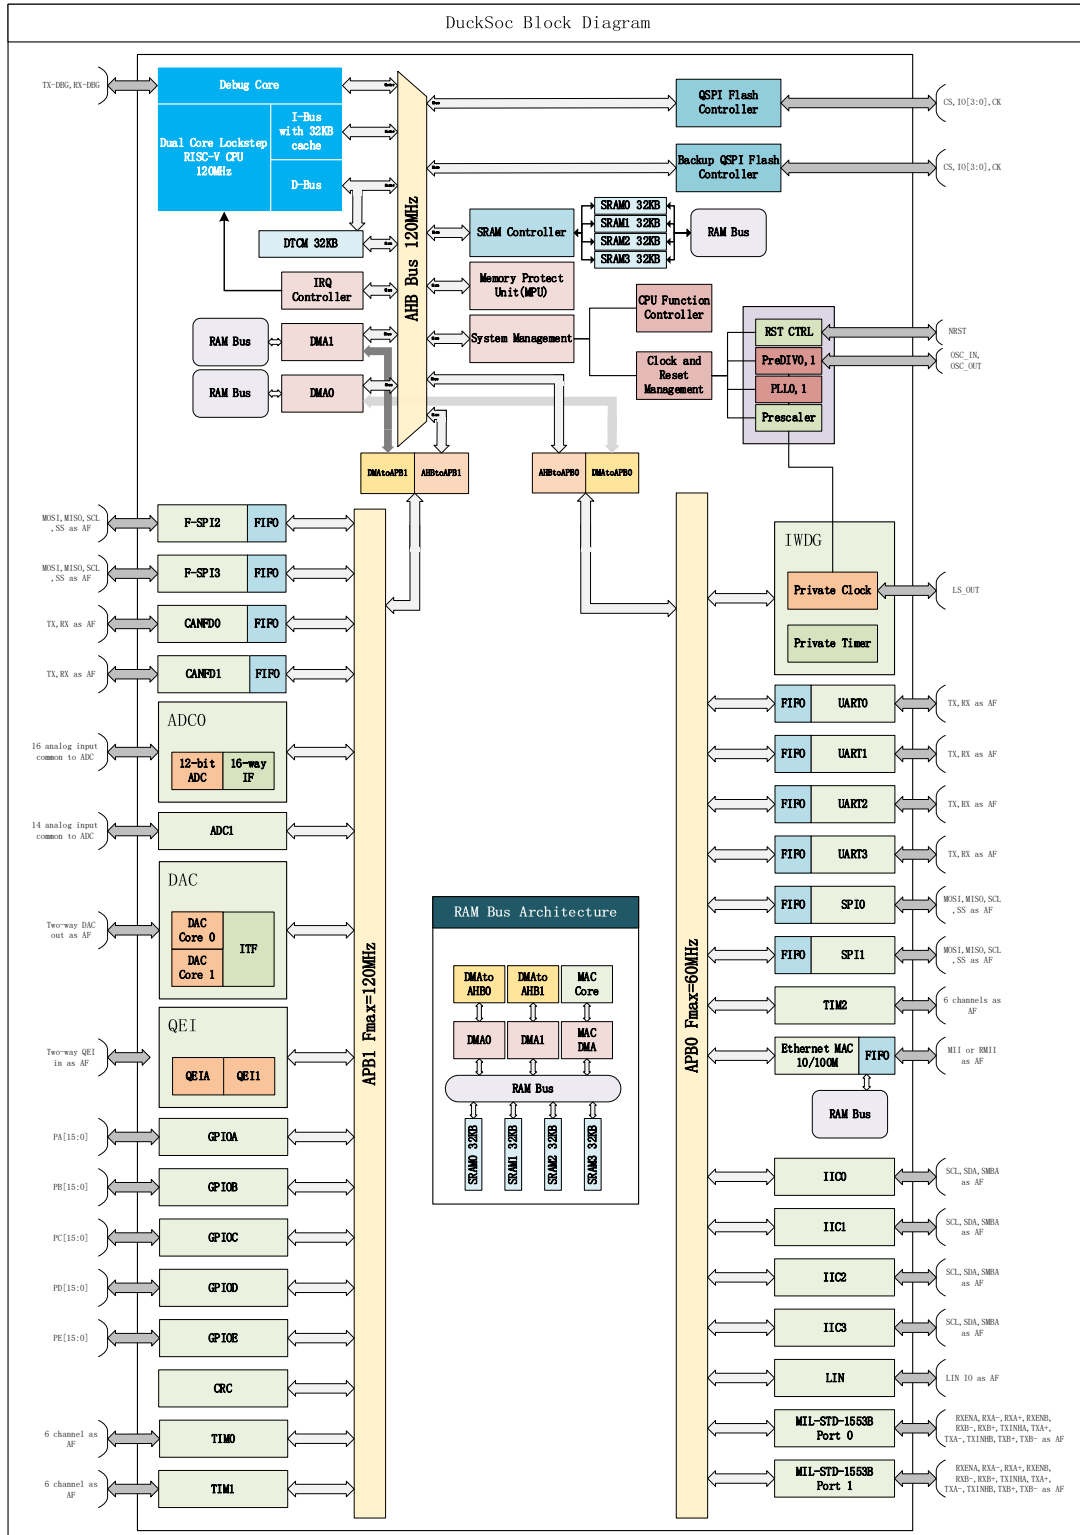 DuckSoc Block Diagram
TX-DBG,RX-DBG
Debug Core
Dual Core Lockstep
RISC-V CPU
120MHz
I-Bus
with 32KB
cache
D-Bus
DTCM 32KB
IRQ
Controller
RAM Bus
DMA1
RAM Bus
DMA0
AHB Bus 120MHz
QSPI Flash
Controller
CS,IO[3:0],CK
Backup QSPI Flash
Controller
CS,IO[3:0],CK
SRAM Controller
SRAM0 32KB
SRAM1 32KB
SRAM2 32KB
SRAM3 32KB
RAM Bus
Memory Protect
Unit(MPU)
System Management
CPU Function
Controller
Clock and
Reset
Management
RST CTRL
PreDIV0,1
PLL0,1
Prescaler
NRST
OSC_IN,
OSC_OUT
DMAtoAPB1
AHBtoAPB1
AHBtoAPB0
DMAtoAPB0
MOSI,MISO,SCL
,SS as AF
F-SPI2
FIFO
MOSI,MISO,SCL
,SS as AF
F-SPI3
FIFO
TX,RX as AF
CANFD0
FIFO
TX,RX as AF
CANFD1
FIFO
16 analog input
common to ADC
ADC0
12-bit
ADC
16-way
IF
14 analog input
common to ADC
ADC1
Two-way DAC
out as AF
DAC
DAC
Core 0
DAC
Core 1
ITF
Two-way QEI
in as AF
QEI
QEIA
QEI1
PA[15:0]
GPIOA
PB[15:0]
GPIOB
PC[15:0]
GPIOC
PD[15:0]
GPIOD
PE[15:0]
GPIOE
CRC
6 channel as
AF
TIM0
6 channel as
AF
TIM1
APB1 Fmax=120MHz
RAM Bus Architecture
DMAto
AHB0
DMAto
AHB1
MAC
Core
DMA0
DMA1
MAC
DMA
RAM Bus
SRAM0 32KB
SRAM1 32KB
SRAM2 32KB
SRAM3 32KB
APB0 Fmax=60MHz
IWDG
Private Clock
Private Timer
LS_OUT
FIFO
UART0
TX,RX as AF
FIFO
UART1
TX,RX as AF
FIFO
UART2
TX,RX as AF
FIFO
UART3
TX,RX as AF
FIFO
SPI0
MOSI,MISO,SCL
,SS as AF
FIFO
SPI1
MOSI,MISO,SCL
,SS as AF
TIM2
6 channels as
AF
Ethernet MAC
10/100M
FIFO
MII or RMII
as AF
RAM Bus
IIC0
SCL,SDA,SMBA
as AF
IIC1
SCL,SDA,SMBA
as AF
IIC2
SCL,SDA,SMBA
as AF
IIC3
SCL,SDA,SMBA
as AF
LIN
LIN IO as AF
MIL-STD-1553B
Port 0
RXENA,RXA-,RXA+,RXENB,
RXB-,RXB+,TXINHA,TXA+,
TXA-,TXINHB,TXB+,TXB- as AF
MIL-STD-1553B
Port 1
RXENA,RXA-,RXA+,RXENB,
RXB-,RXB+,TXINHA,TXA+,
TXA-,TXINHB,TXB+,TXB- as AF